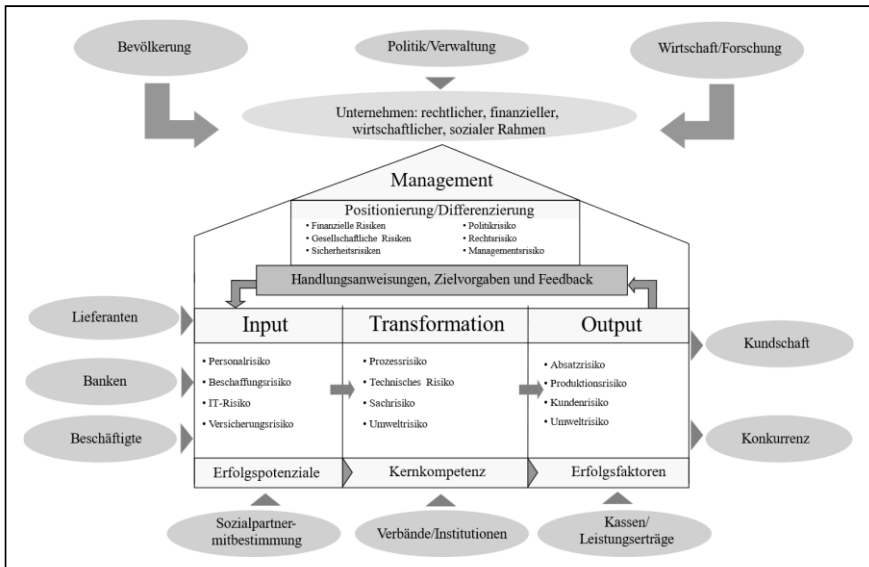 Bevölkerung
Politik/Verwaltung
Wirtschaft/Forschung
Unternehmen: rechtlicher, finanzieller,
wirtschaftlicher, sozialer Rahmen
Management
Positionierung/Differenzierung
• Finanzielle Risiken
• Gesellschaftliche Risiken
• Sicherheitsrisiken
• Politikrisiko
• Rechtsrisiko
• Managementsrisiko
Handlungsanweisungen, Zielvorgaben und Feedback
Lieferanten
Banken
Beschäftigte
Input
• Personalrisiko
• Beschaffungsrisiko
• IT-Risiko
• Versicherungsrisiko
Transformation
• Prozessrisiko
• Technisches Risiko
• Sachrisiko
• Umweltrisiko
Output
• Absatzrisiko
• Produktionsrisiko
• Kundenrisiko
• Umweltrisiko
Kundschaft
Konkurrenz
Erfolgspotenziale
Kernkompetenz
Erfolgsfaktoren
Sozialpartner-
mitbestimmung
Verbände/Institutionen
Kassen/
Leistungserträge